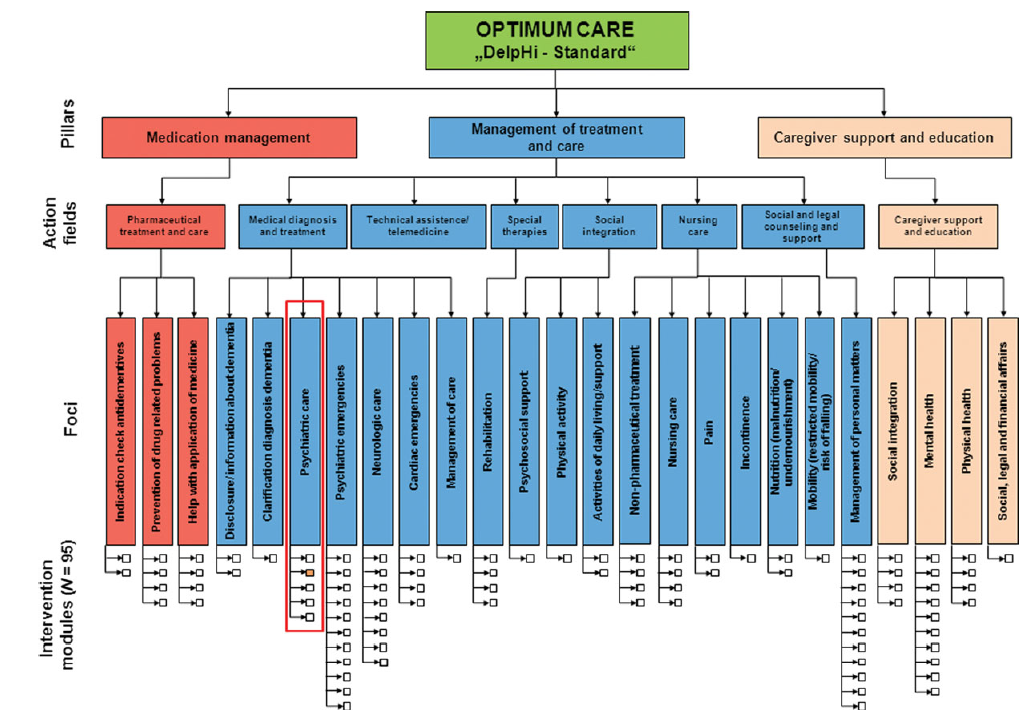 OPTIMUM CARE
„DelpHi - Standard“
Pillars
Medication management
Management of treatment
and care
Caregiver support and education
Action
fields
Pharmaceutical
treatment and care
Medical diagnosis
and treatment
Technical assistence/
telemedicine
Special
therapies
Social
integration
Nursing
care
Social and legal
counseling and
support
Caregiver support
and education
Foci
Indication check antidementives
Prevention of drug related problems
Help with application of medicine
Disclosure/information about dementia
Clarification diagnosis dementia
Psychiatric care
Psychiatric emergencies
Neurologic care
Cardiac emergencies
Management of care
Rehabilitation
Psychosocial support
Physical activity
Activities of daily living/support
Non-pharmaceutical treatment
Nursing care
Pain
Incontinence
Nutrition (malnutrition/
undernourishment)
Mobility (restricted mobility/
risk of falling)
Management of personal matters
Social integration
Mental health
Physical health
Social, legal and financial affairs
Intervention
modules (N = 95)